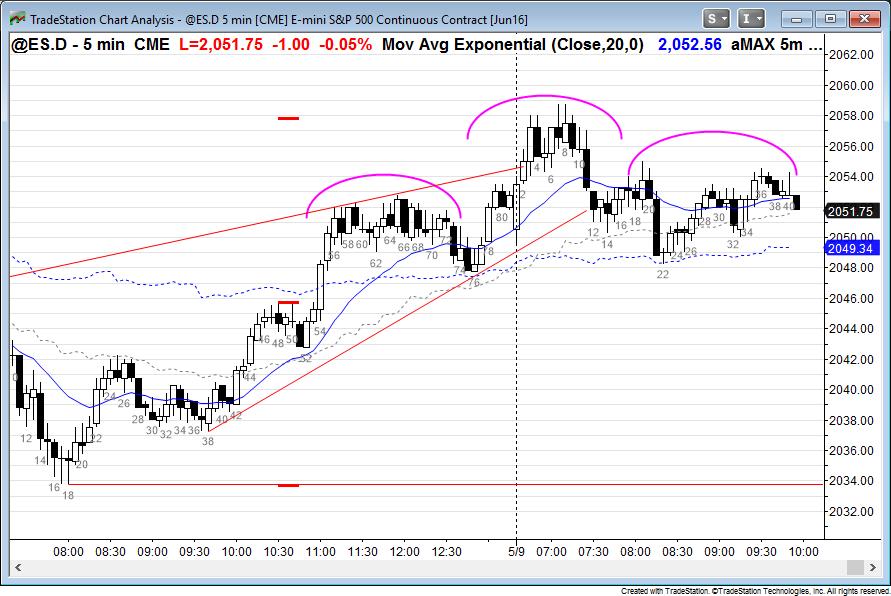 TradeStation Chart Analysis - @ES.D 5 min [CME] E-mini S&P 500 Continuous Contract [Jun16]
S I
@ES.D - 5 min CME L=2,051.75 -1.00 -0.05% Mov Avg Exponential (Close,20,0) 2,052.56 aMAX 5m ...
2062.00
2060.00
2058.00
2056.00
2054.00
2051.75
2050.00
2049.34
2048.00
2046.00
2044.00
2042.00
2040.00
2038.00
2036.00
2034.00
2032.00
12 14 16 18 20 22 24 26 28 30 32 34 36 38 40 42 44 46 48 50 52 54 56 58 60 62 64 66 68 70 72 74 76 78 80
2 4 6 8 10 12 14 16 18 20 22 24 26 28 30 32 34 36 38 40
08:00 08:30 09:00 09:30 10:00 10:30 11:00 11:30 12:00 12:30 5/9 07:00 07:30 08:00 08:30 09:00 09:30 10:00
Created with TradeStation. ©TradeStation Technologies, Inc. All rights reserved.